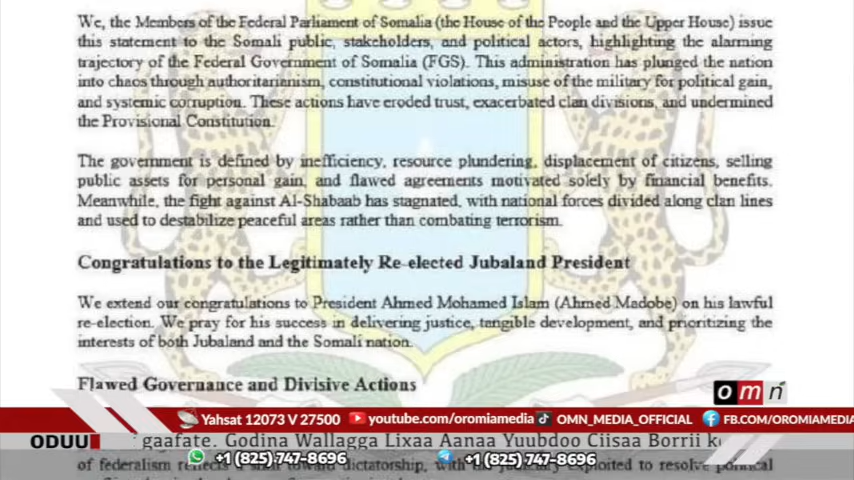 We, the Members of the Federal Parliament of Somalia (the House of the People and the Upper House) issue
this statement to the Somali public, stakeholders, and political actors, highlighting the alarming
trajectory of the Federal Government of Somalia (FGS). This administration has plunged the nation
into chaos through authoritarianism, constitutional violations, misuse of the military for political gain,
and systemic corruption. These actions have eroded trust, exacerbated clan divisions, and undermined
the Provisional Constitution.
The government is defined by inefficiency, resource plundering, displacement of citizens, selling
public assets for personal gain, and flawed agreements motivated solely by financial benefits.
Meanwhile, the fight against Al-Shabaab has stagnated, with national forces divided along clan lines
and used to destabilize peaceful areas rather than combating terrorism.
Congratulations to the Legitimately Re-elected Jubaland President
We extend our congratulations to President Ahmed Mohamed Islam (Ahmed Madobe) on his lawful
re-election. We pray for his success in delivering justice, tangible development, and prioritizing the
interests of both Jubaland and the Somali nation.
Flawed Governance and Divisive Actions
omn
Yahsat 12073 V 27500 youtube.com/oromiamedia OMN_MEDIA_OFFICIAL FB.COM/OROMIAMEDIA
ODUU gaafate. Godina Wallagga Lixaa Aanaa Yuubdoo Ciisaa Borrii
+1 (825) 747-8696 +1 (825) 747-8696
of federalism reflects a toward dictatorship, with the exploited to resolve political